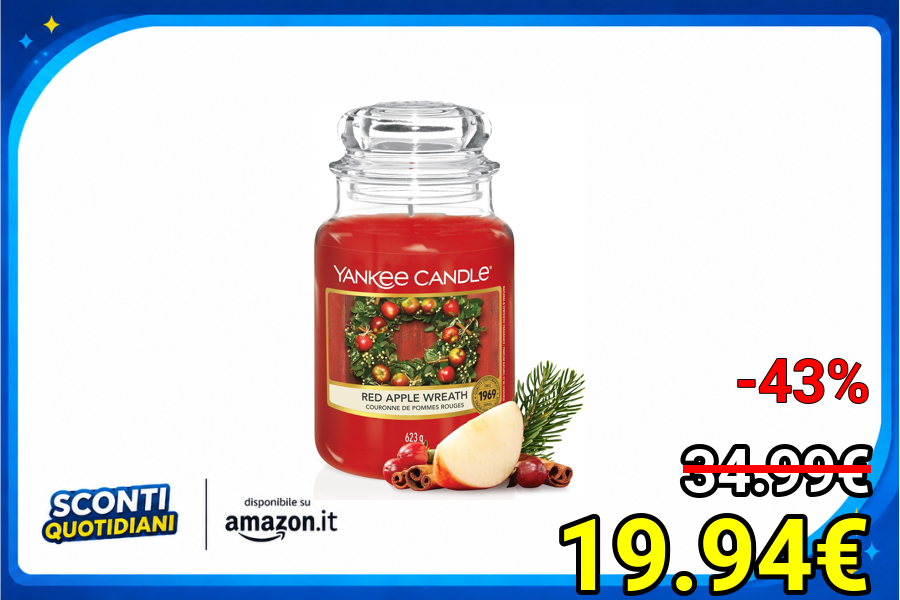 YANKEE CANDLE®
RED APPLE WREATH
COURONNE DE POMMES ROUGES
1969
623 g
-43%
34.99€
19.94€
SCONTI
QUOTIDIANI
disponibile su
amazon.it